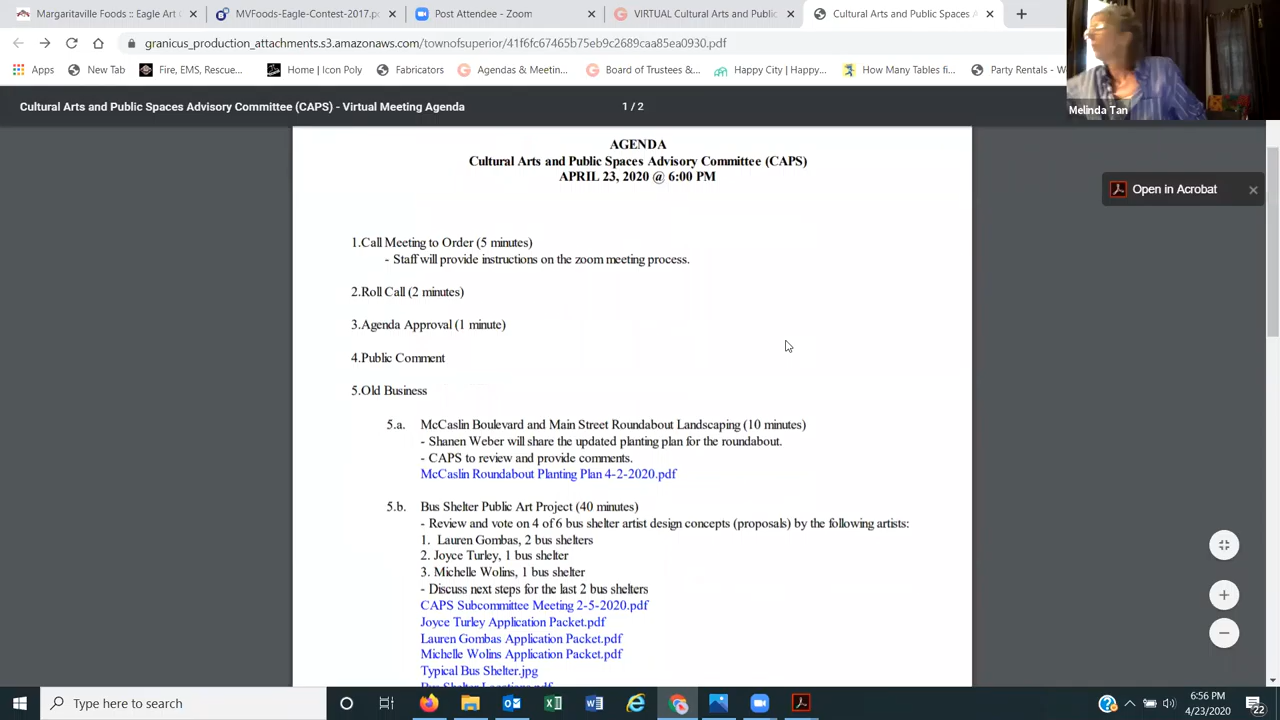 Margaritaville Foods :: Eagle Art C
MVFoods-Eagle-Contest-2017.pd
Post Attendee - Zoom
VIRTUAL Cultural Arts and Public
Cultural Arts and Public Spaces A
granicus_production_attachments.s3.amazonaws.com/townofsuperior/41f6fc67465b75eb9c2689caa85ea0930.pdf
Apps
New Tab
Fire, EMS, Rescue...
Home | Icon Poly
Fabricators
Agendas & Meetin...
Board of Trustees &...
Happy City | Happy...
How Many Tables fi...
Party Rentals - W
Melinda Tan
Cultural Arts and Public Spaces Advisory Committee (CAPS) - Virtual Meeting Agenda
1 / 2
Open in Acrobat
AGENDA
Cultural Arts and Public Spaces Advisory Committee (CAPS)
APRIL 23, 2020 @ 6:00 PM
1.Call Meeting to Order (5 minutes)
- Staff will provide instructions on the zoom meeting process.
2.Roll Call (2 minutes)
3.Agenda Approval (1 minute)
4.Public Comment
5.Old Business
5.a. McCaslin Boulevard and Main Street Roundabout Landscaping (10 minutes)
- Shanen Weber will share the updated planting plan for the roundabout.
- CAPS to review and provide comments.
McCaslin Roundabout Planting Plan 4-2-2020.pdf
5.b Bus Shelter Public Art Project (40 minutes)
- Review and vote on 4 of 6 bus shelter artist design concepts (proposals) by the following artists:
1. Lauren Gombas, 2 bus shelters
2. Joyce Turley, 1 bus shelter
3. Michelle Wolins, 1 bus shelter
- Discuss next steps for the last 2 bus shelters
CAPS Subcommittee Meeting 2-5-2020.pdf
Joyce Turley Application Packet.pdf
Lauren Gombas Application Packet.pdf
Michelle Wolins Application Packet.pdf
Typical Bus Shelter.jpg
Bus Shelter Locations.pdf
Type here to search
6:56 PM
4/23/2020
22